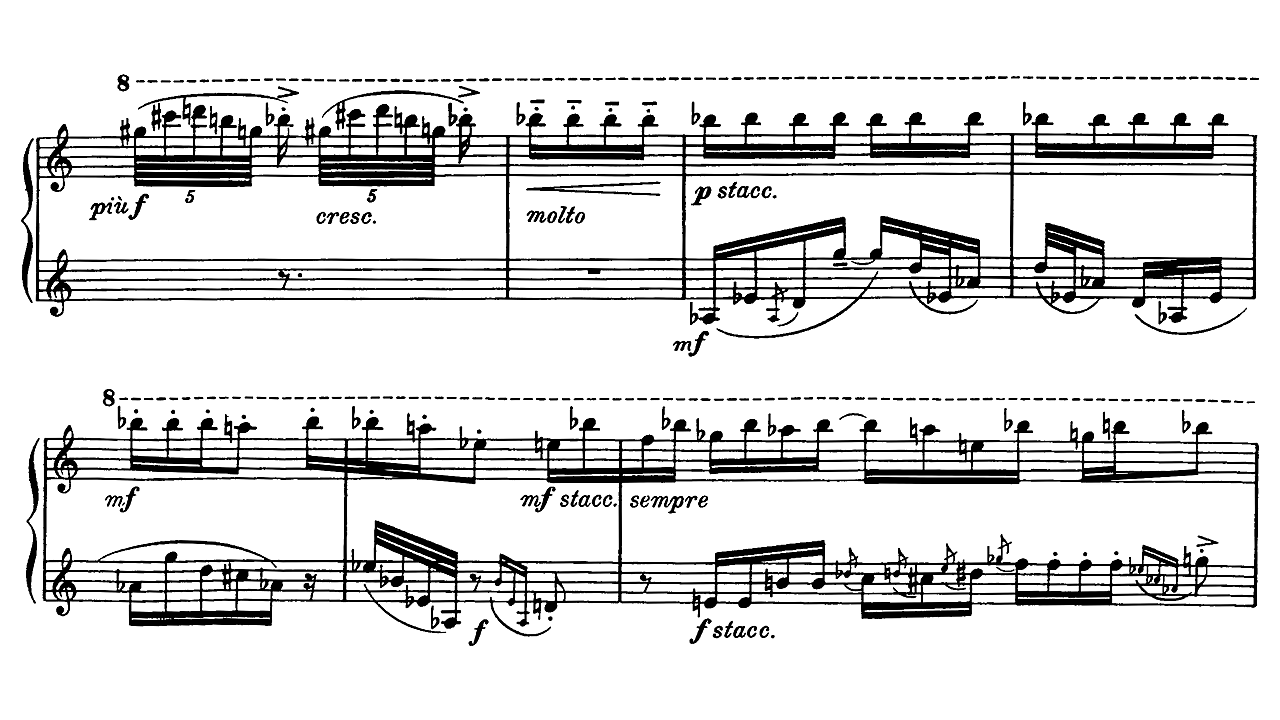 8
5
5
più f
cresc.
molto
p stacc.
mf
8
mf
mf stacc. sempre
f
f stacc.